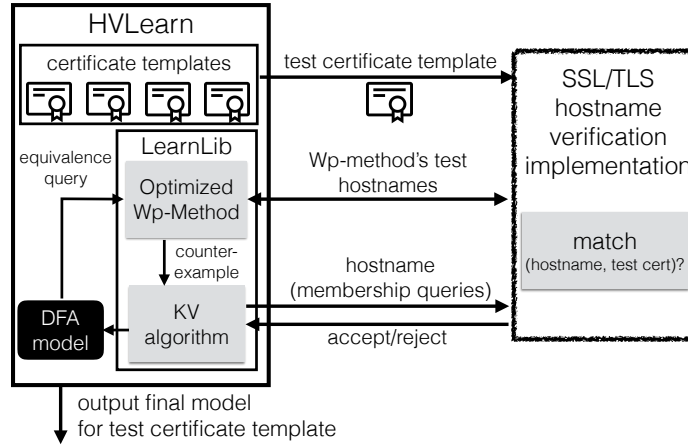 HVLearn
certificate templates
test certificate template
SSL/TLS
hostname
verification
implementation
LearnLib
equivalence
query
Optimized
Wp-Method
Wp-method's test
hostnames
counter-
example
match
(hostname, test cert)?
hostname
(membership queries)
DFA
model
KV
algorithm
accept/reject
output final model
for test certificate template